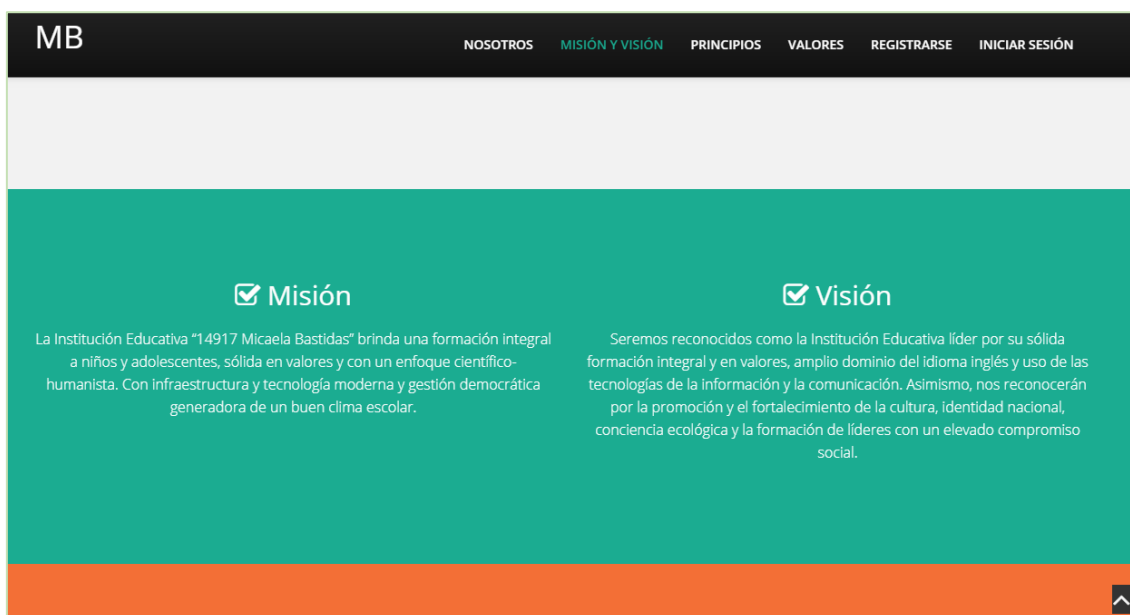 MB
NOSOTROS MISIÓN Y VISIÓN PRINCIPIOS VALORES REGISTRARSE INICIAR SESIÓN
Misión
La Institución Educativa “14917 Micaela Bastidas” brinda una formación integral
a niños y adolescentes, sólida en valores y con un enfoque científico-
humanista. Con infraestructura y tecnología moderna y gestión democrática
generadora de un buen clima escolar.
Visión
Seremos reconocidos como la Institución Educativa líder por su sólida
formación integral y en valores, amplio dominio del idioma inglés y uso de las
tecnologías de la información y la comunicación. Asimismo, nos reconocerán
por la promoción y el fortalecimiento de la cultura, identidad nacional,
conciencia ecológica y la formación de líderes con un elevado compromiso
social.